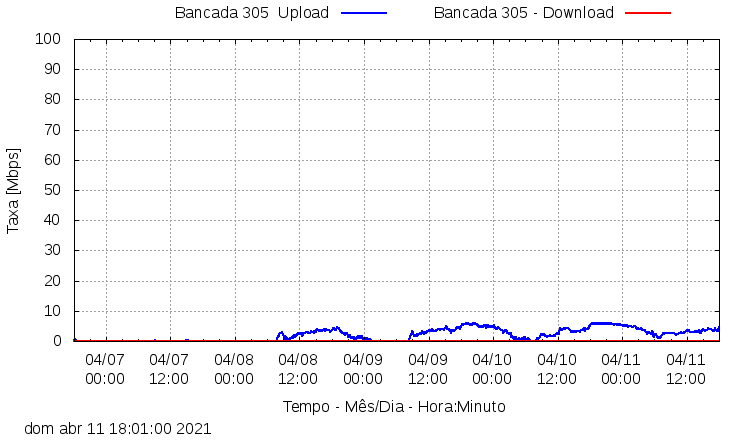 Bancada 305  Upload
Bancada 305 - Download
Taxa [Mbps]
100
90
80
70
60
50
40
30
20
10
0
04/07 04/07 04/08 04/08 04/09 04/09 04/10 04/10 04/11 04/11
00:00 12:00 00:00 12:00 00:00 12:00 00:00 12:00 00:00 12:00
Tempo - Mês/Dia - Hora:Minuto
dom abr 11 18:01:00 2021